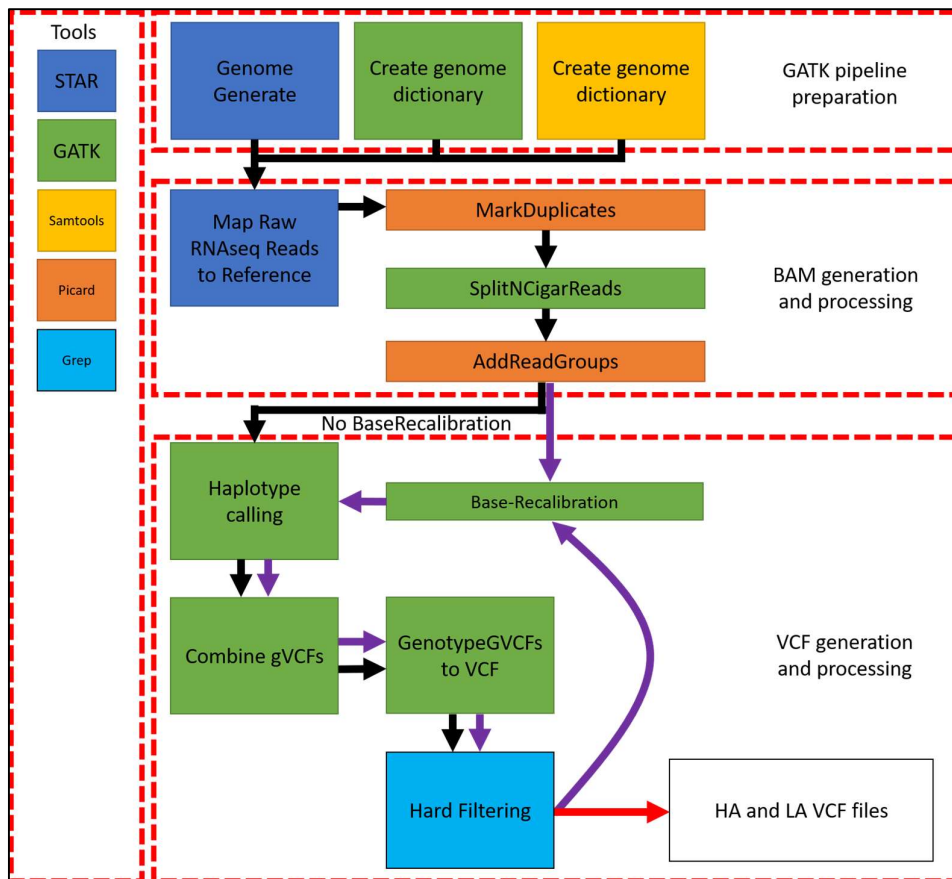 Tools
STAR
GATK
Samtools
Picard
Grep
Genome
Generate
Create genome
dictionary
Create genome
dictionary
GATK pipeline
preparation
Map Raw
RNAseq Reads
to Reference
MarkDuplicates
SplitNCigarReads
AddReadGroups
BAM generation
and processing
No BaseRecalibration
Haplotype
calling
Base-Recalibration
Combine gVCFs
GenotypeGVCFs
to VCF
VCF generation
and processing
Hard Filtering
HA and LA VCF files